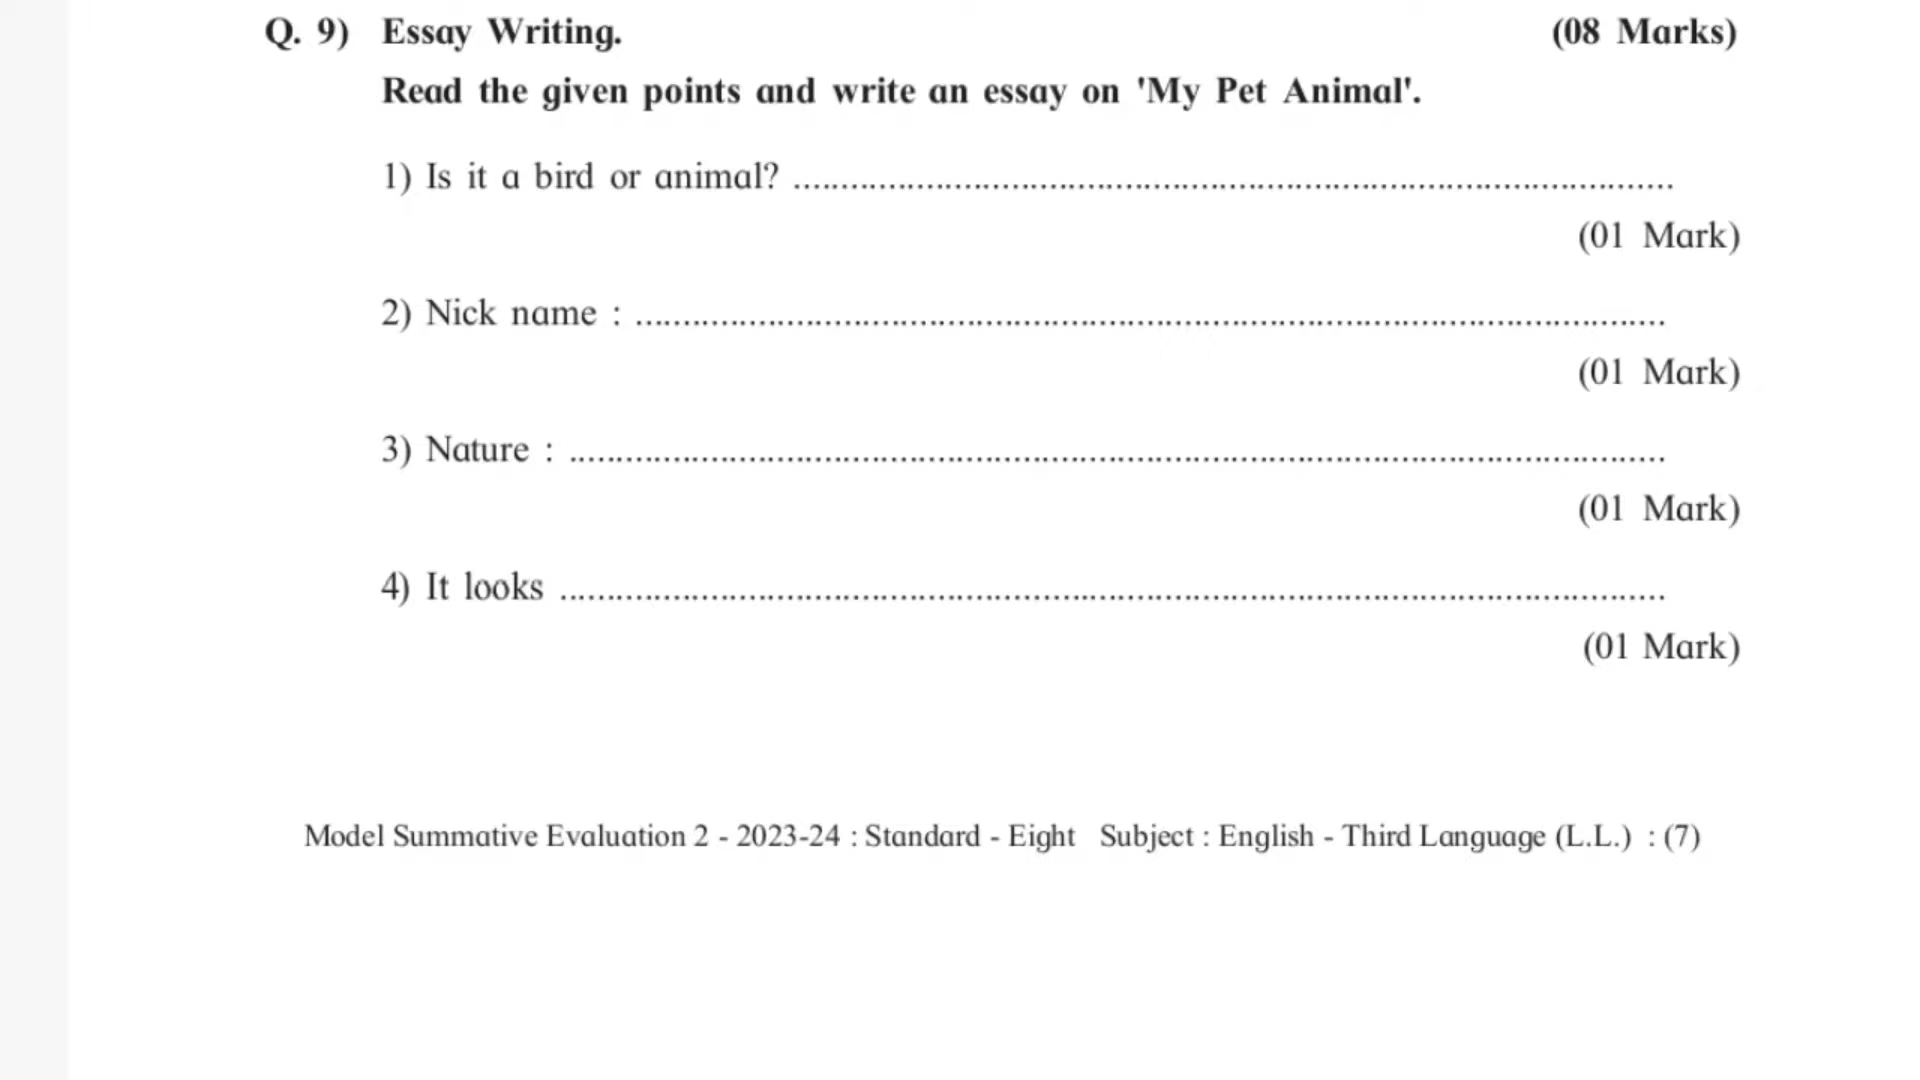 Q. 9) Essay Writing. (08 Marks)
Read the given points and write an essay on 'My Pet Animal'.
1) Is it a bird or animal? ..............................................................................................
(01 Mark)
2) Nick name : ..............................................................................................................
(01 Mark)
3) Nature : .....................................................................................................................
(01 Mark)
4) It looks ......................................................................................................................
(01 Mark)
Model Summative Evaluation 2 - 2023-24 : Standard - Eight Subject : English - Third Language (L.L.) : (7)